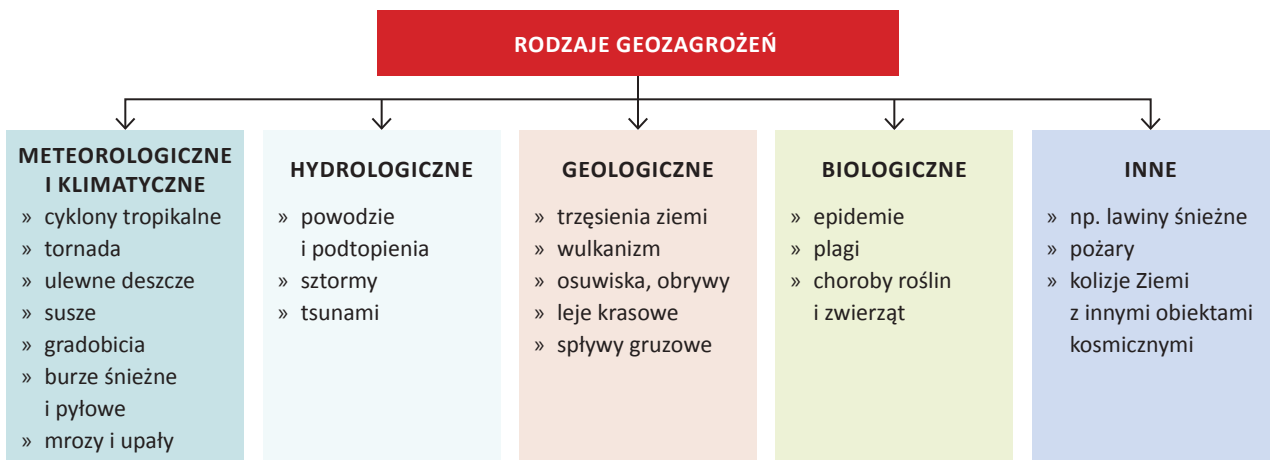 RODZAJE GEOZAGROŻEŃ
METEOROLOGICZNE
I KLIMATYCZNE
» cyklony tropikalne
» tornada
» ulewne deszcze
» susze
» gradobicia
» burze śnieżne
i pyłowe
» mrozy i upały
HYDROLOGICZNE
» powodzie
i podtopienia
» sztormy
» tsunami
GEOLOGICZNE
» trzęsienia ziemi
» wulkanizm
» osuwiska, obrywy
» leje krasowe
» spływy gruzowe
BIOLOGICZNE
» epidemie
» plagi
» choroby roślin
i zwierząt
INNE
» np. lawiny śnieżne
» pożary
» kolizje Ziemi
z innymi obiektami
kosmicznymi